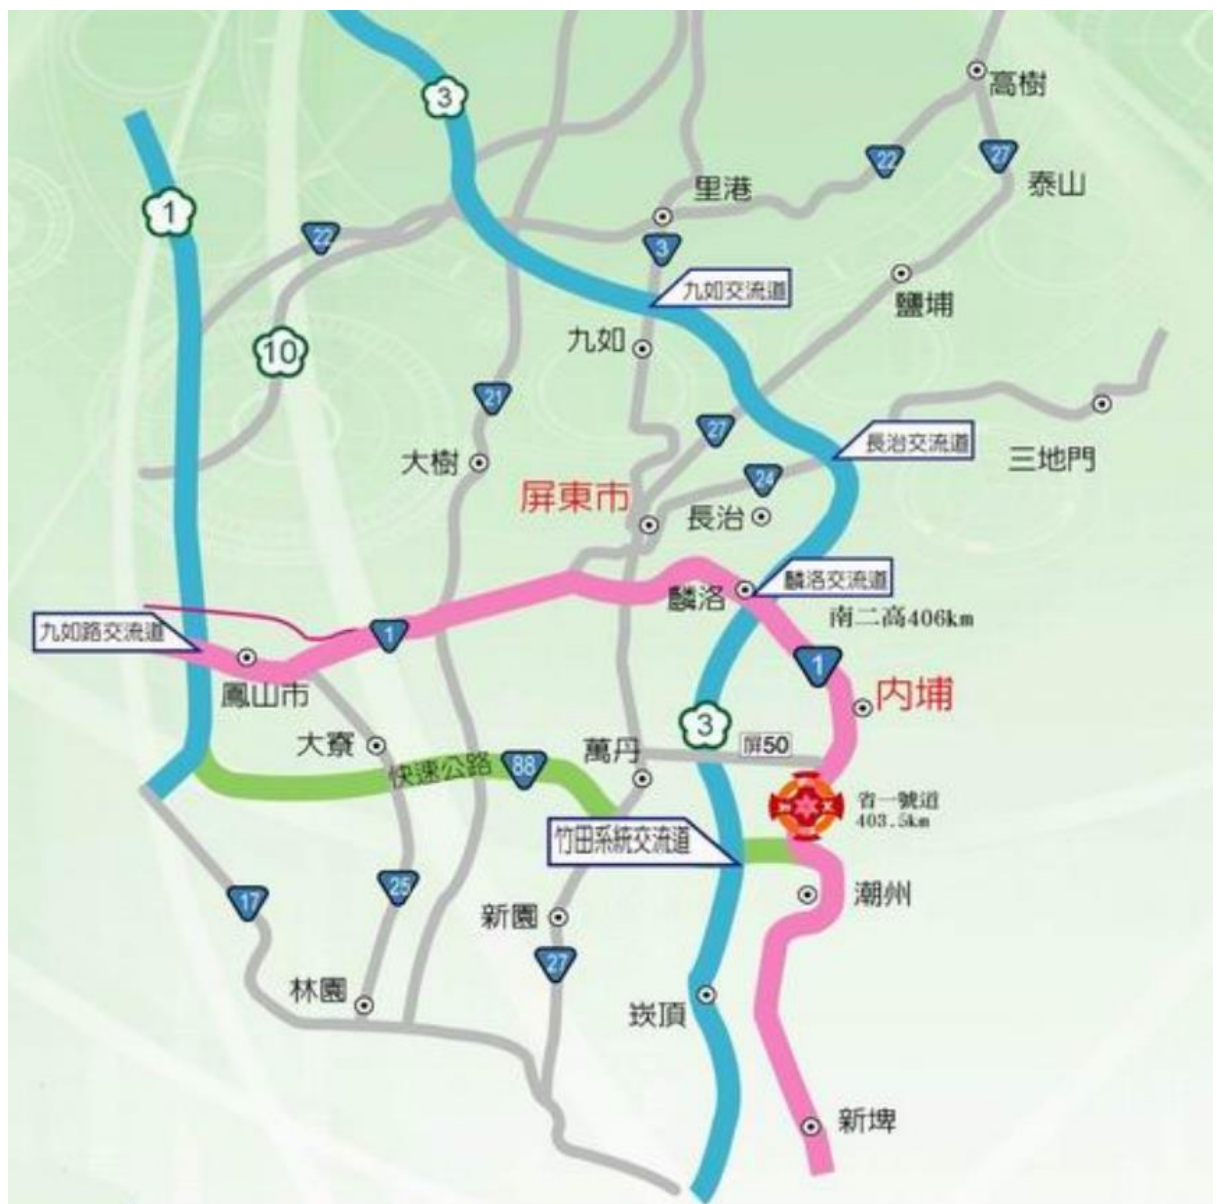 3
高樹
22
27
泰山
1
里港
22
3
九如交流道
鹽埔
九如
10
21
27
長治交流道
大樹
24
三地門
屏東市
長治
麟洛交流道
麟洛
南二高406km
九如路交流道
1
1
鳳山市
內埔
3
大寮
萬丹
屏50
快速公路
88
省一號道
403.5km
竹田系統交流道
潮州
17
25
新園
27
林園
崁頂
新埤